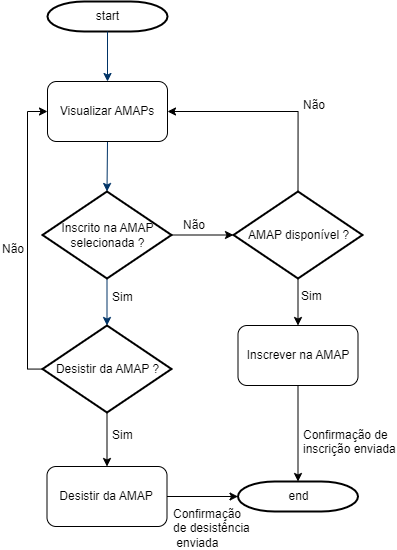 start
Visualizar AMAPs
Não
Inscrito na AMAP
selecionada ?
Não
AMAP disponível ?
Não
Sim
Sim
Desistir da AMAP ?
Inscrever na AMAP
Sim
Confirmação de
inscrição enviada
Desistir da AMAP
end
Confirmação
de desistência
enviada